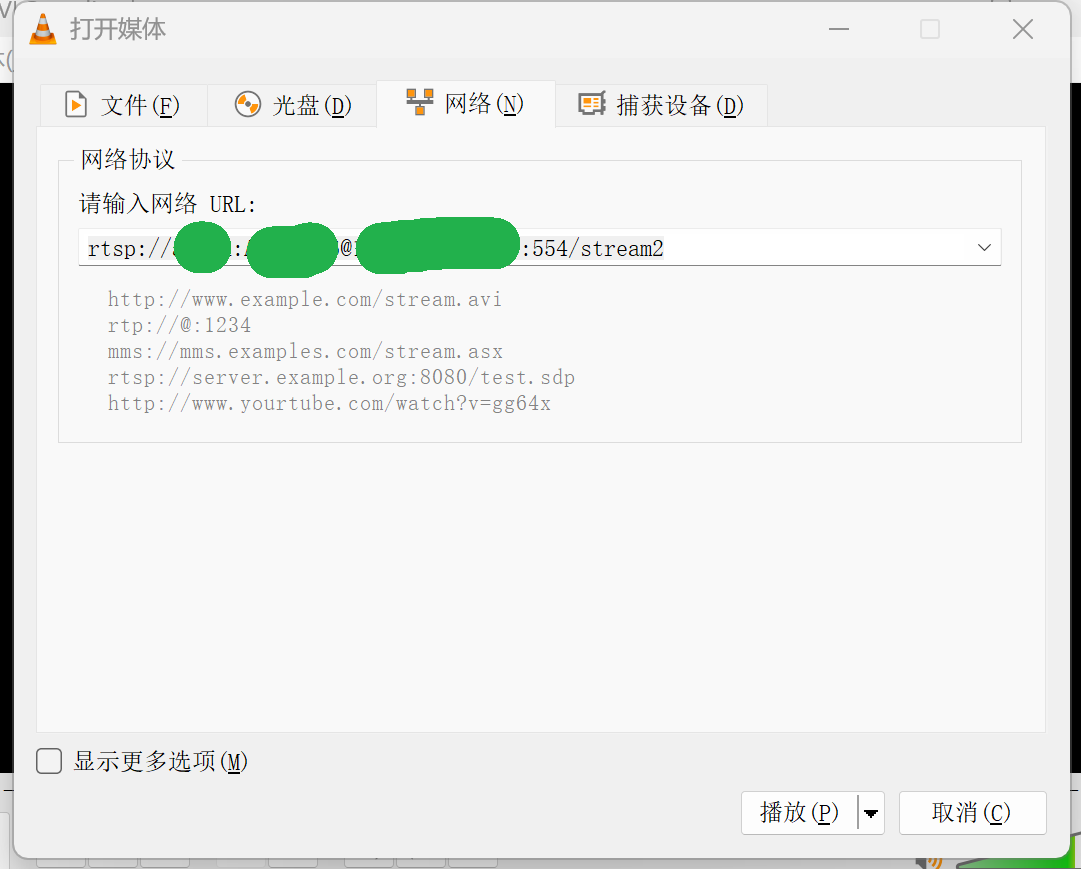 打开媒体
文件(F)
光盘(D)
网络(N)
捕获设备(D)
网络协议
请输入网络 URL:
rtsp:// : @ :554/stream2
http://www.example.com/stream.avi
rtp://@:1234
mms://mms.examples.com/stream.asx
rtsp://server.example.org:8080/test.sdp
http://www.yourtube.com/watch?v=gg64x
显示更多选项(M)
播放(P)
取消(C)